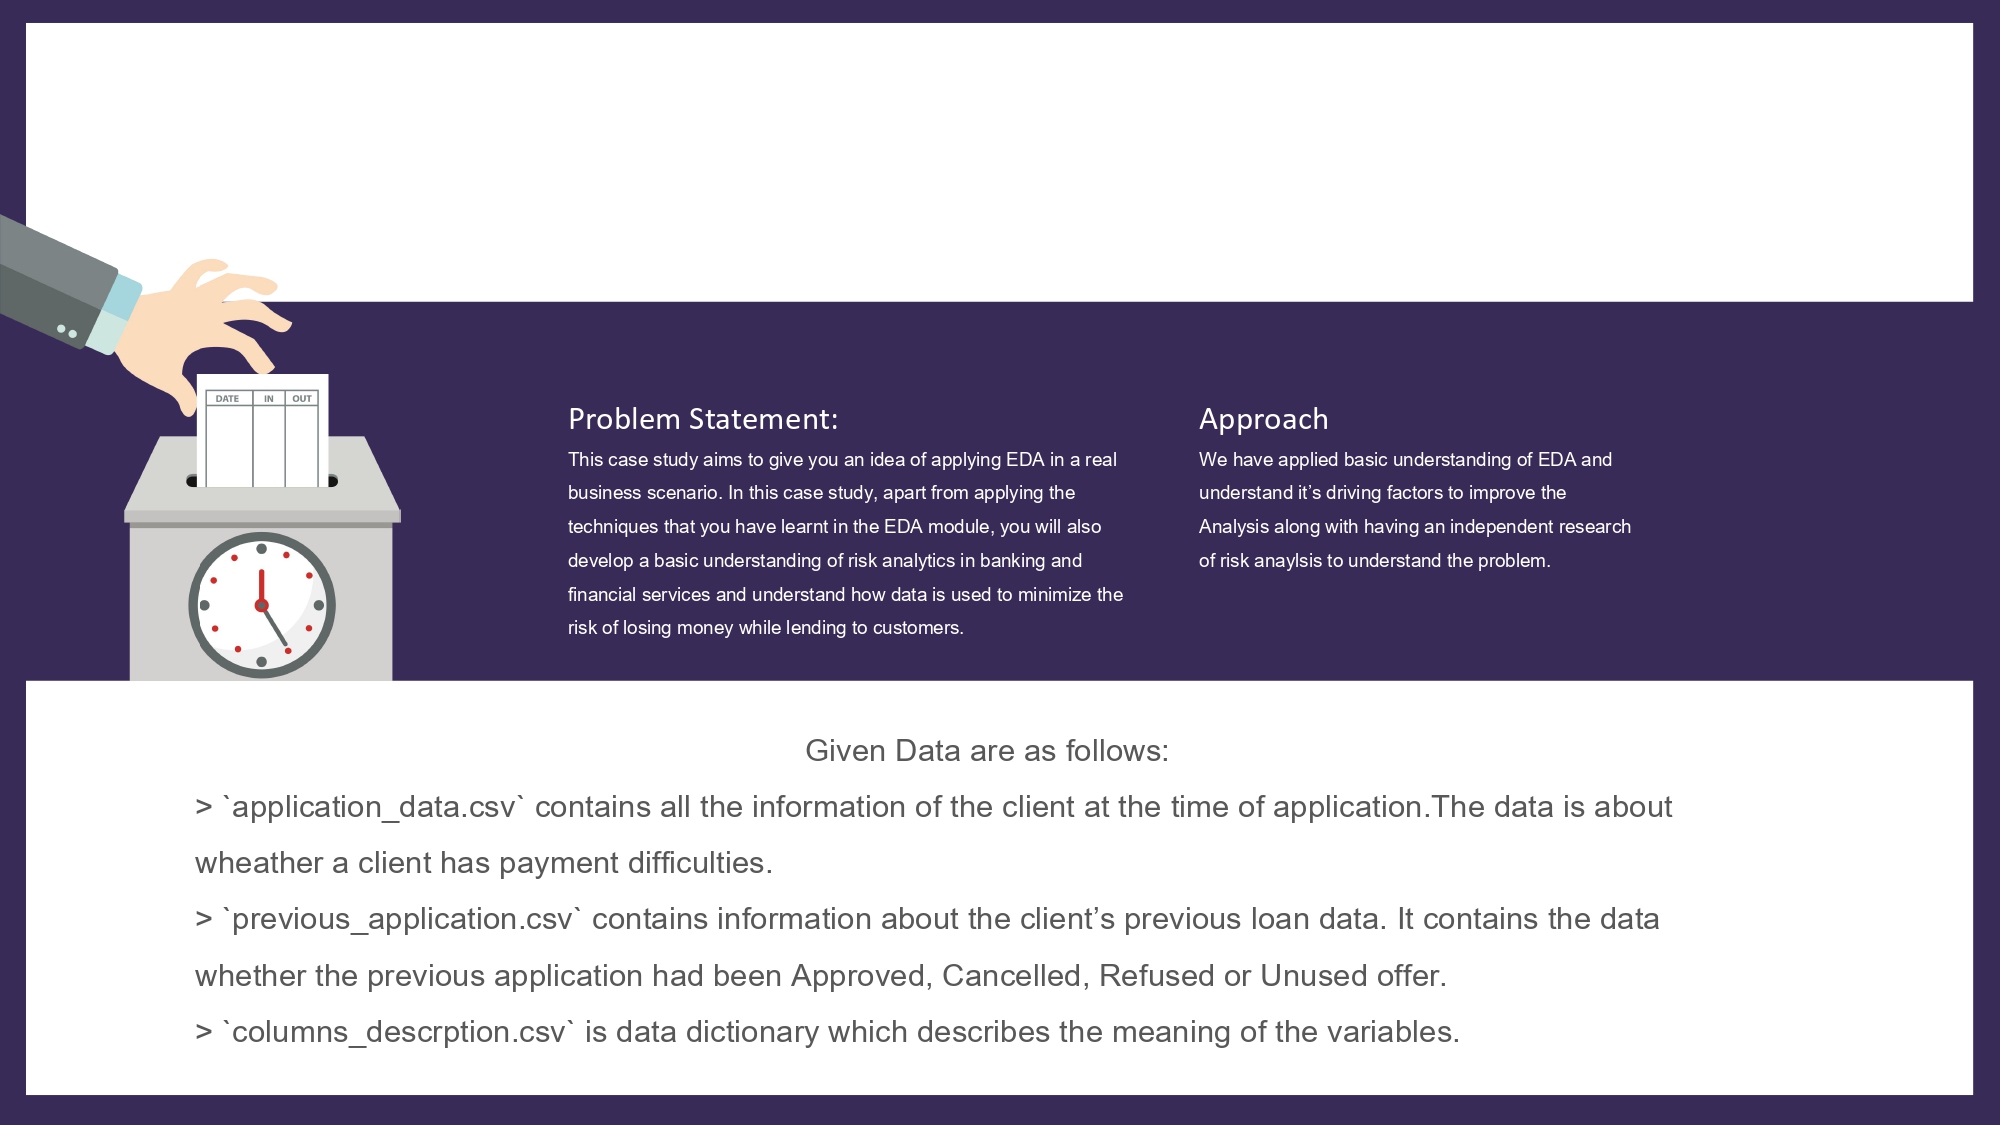 DATE IN OUT
Problem Statement:
This case study aims to give you an idea of applying EDA in a real
business scenario. In this case study, apart from applying the
techniques that you have learnt in the EDA module, you will also
develop a basic understanding of risk analytics in banking and
financial services and understand how data is used to minimize the
risk of losing money while lending to customers.
Approach
We have applied basic understanding of EDA and
understand it’s driving factors to improve the
Analysis along with having an independent research
of risk anaylsis to understand the problem.
Given Data are as follows:
> `application_data.csv` contains all the information of the client at the time of application.The data is about
wheather a client has payment difficulties.
> `previous_application.csv` contains information about the client’s previous loan data. It contains the data
whether the previous application had been Approved, Cancelled, Refused or Unused offer.
> `columns_descrption.csv` is data dictionary which describes the meaning of the variables.